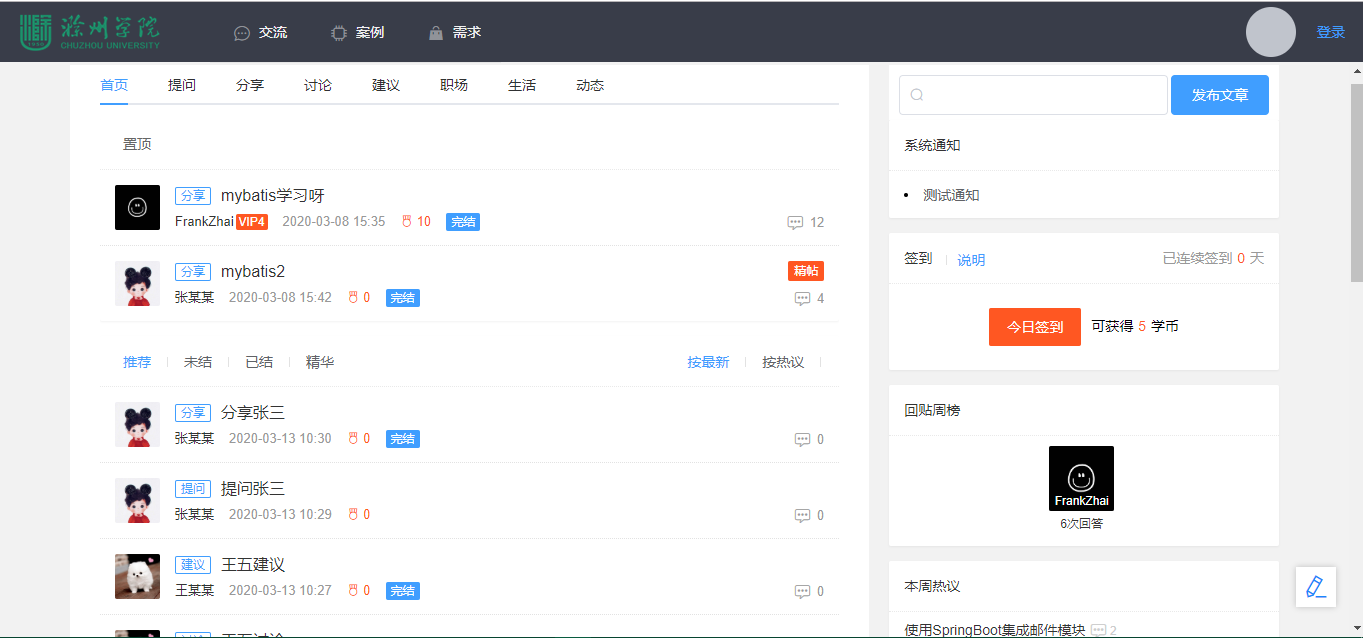 滁州学院
CHUZHOU UNIVERSITY
交流 案例 需求
登录
首页 提问 分享 讨论 建议 职场 生活 动态
置顶
分享 mybatis学习呀
FrankZhai VIP4 2020-03-08 15:35 10 完结 12
分享 mybatis2 精帖
张某某 2020-03-08 15:42 0 完结 4
推荐 未结 已结 精华 按最新 按热议
分享 分享张三
张某某 2020-03-13 10:30 0 完结 0
提问 提问张三
张某某 2020-03-13 10:29 0 0
建议 王五建议
王某某 2020-03-13 10:27 0 完结 0
发布文章
系统通知
测试通知
签到 说明 已连续签到 0 天
今日签到 可获得 5 学币
回贴周榜
FrankZhai
6次回答
本周热议
使用SpringBoot集成邮件模块 2